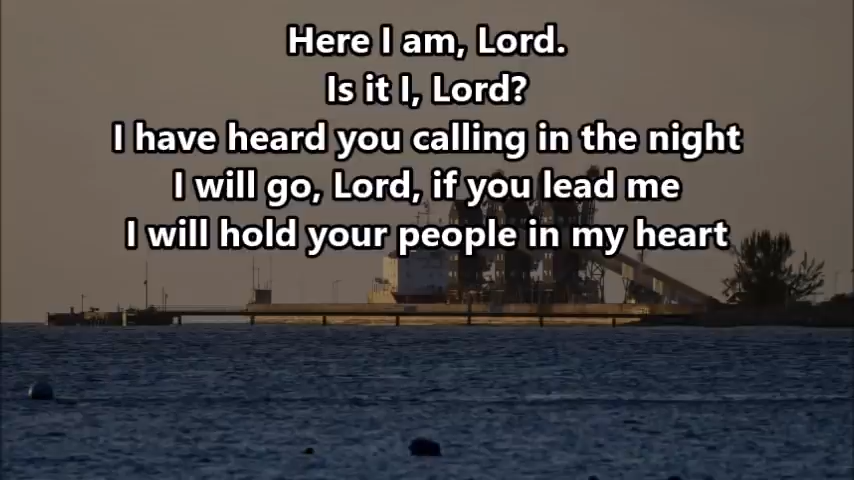 Here I am, Lord.
Is it I, Lord?
I have heard you calling in the night
I will go, Lord, if you lead me
I will hold your people in my heart